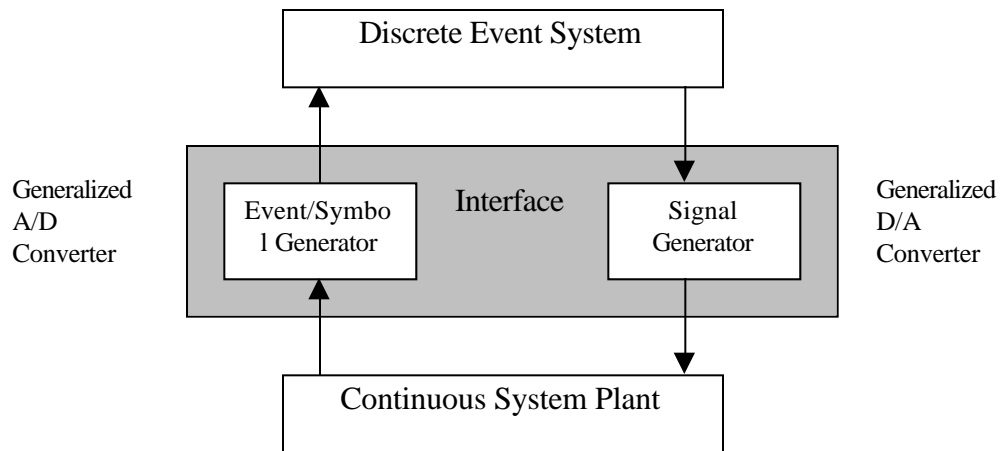 Discrete Event System
Generalized
A/D
Converter
Event/Symbo
l Generator
Interface
Signal
Generator
Generalized
D/A
Converter
Continuous System Plant